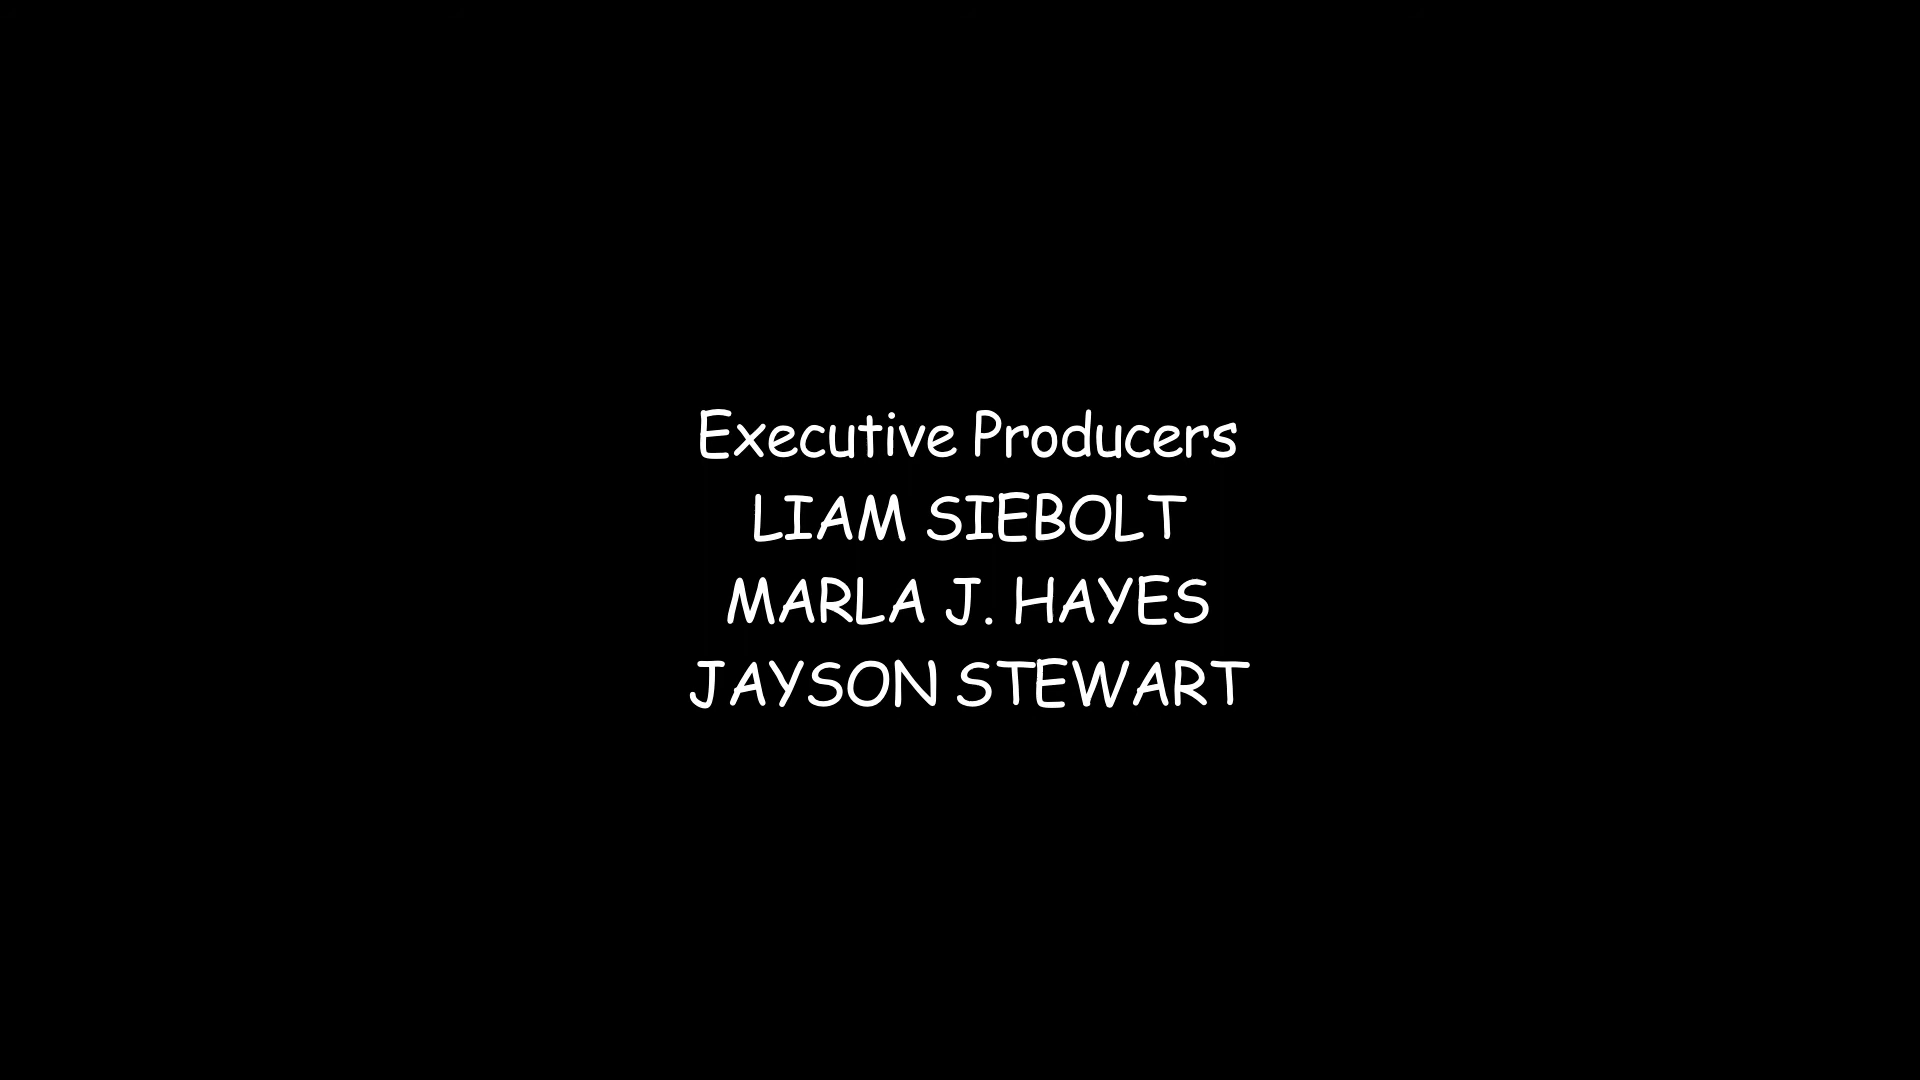 Executive Producers
LIAM SIEBOLT
MARLA J. HAYES
JAYSON STEWART